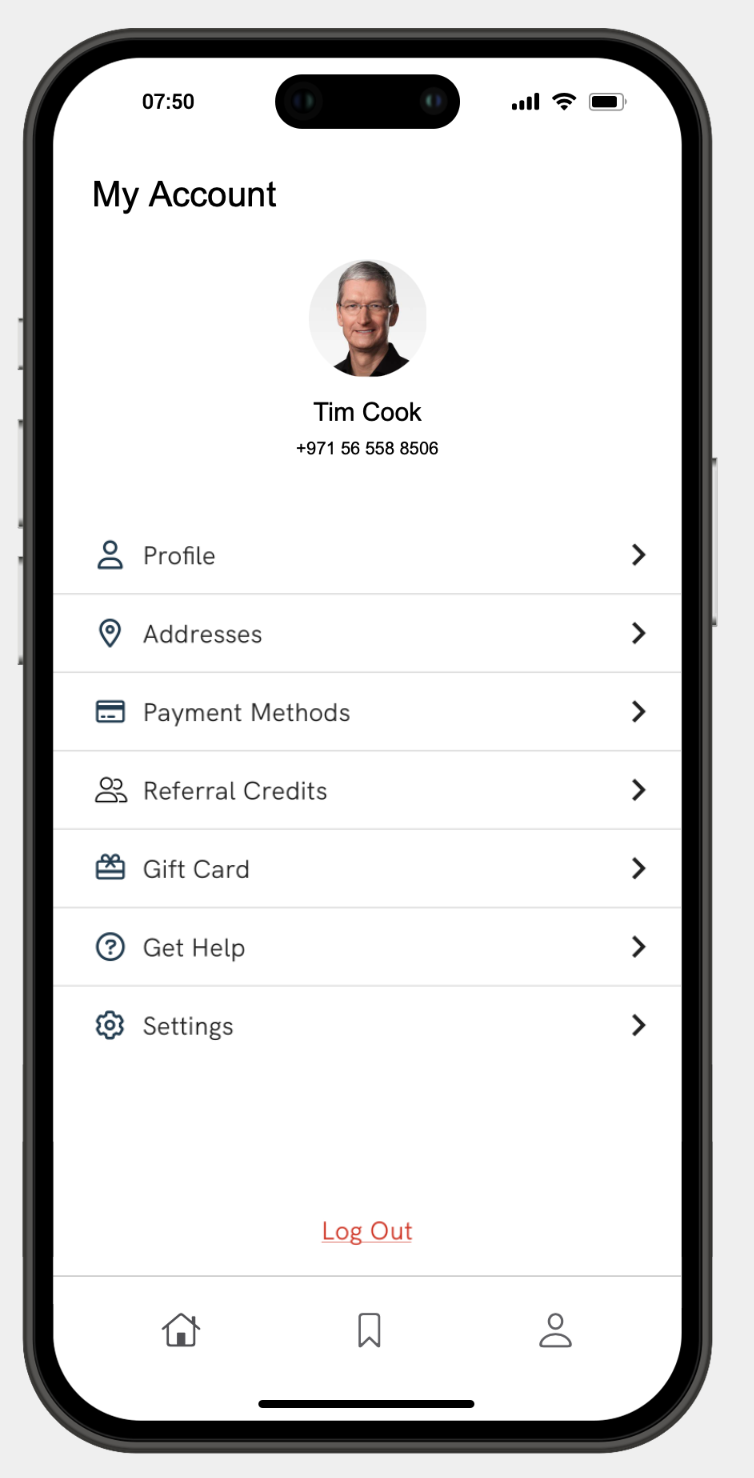 07:50
My Account
Tim Cook
+971 56 558 8506
Profile
Addresses
Payment Methods
Referral Credits
Gift Card
Get Help
Settings
Log Out